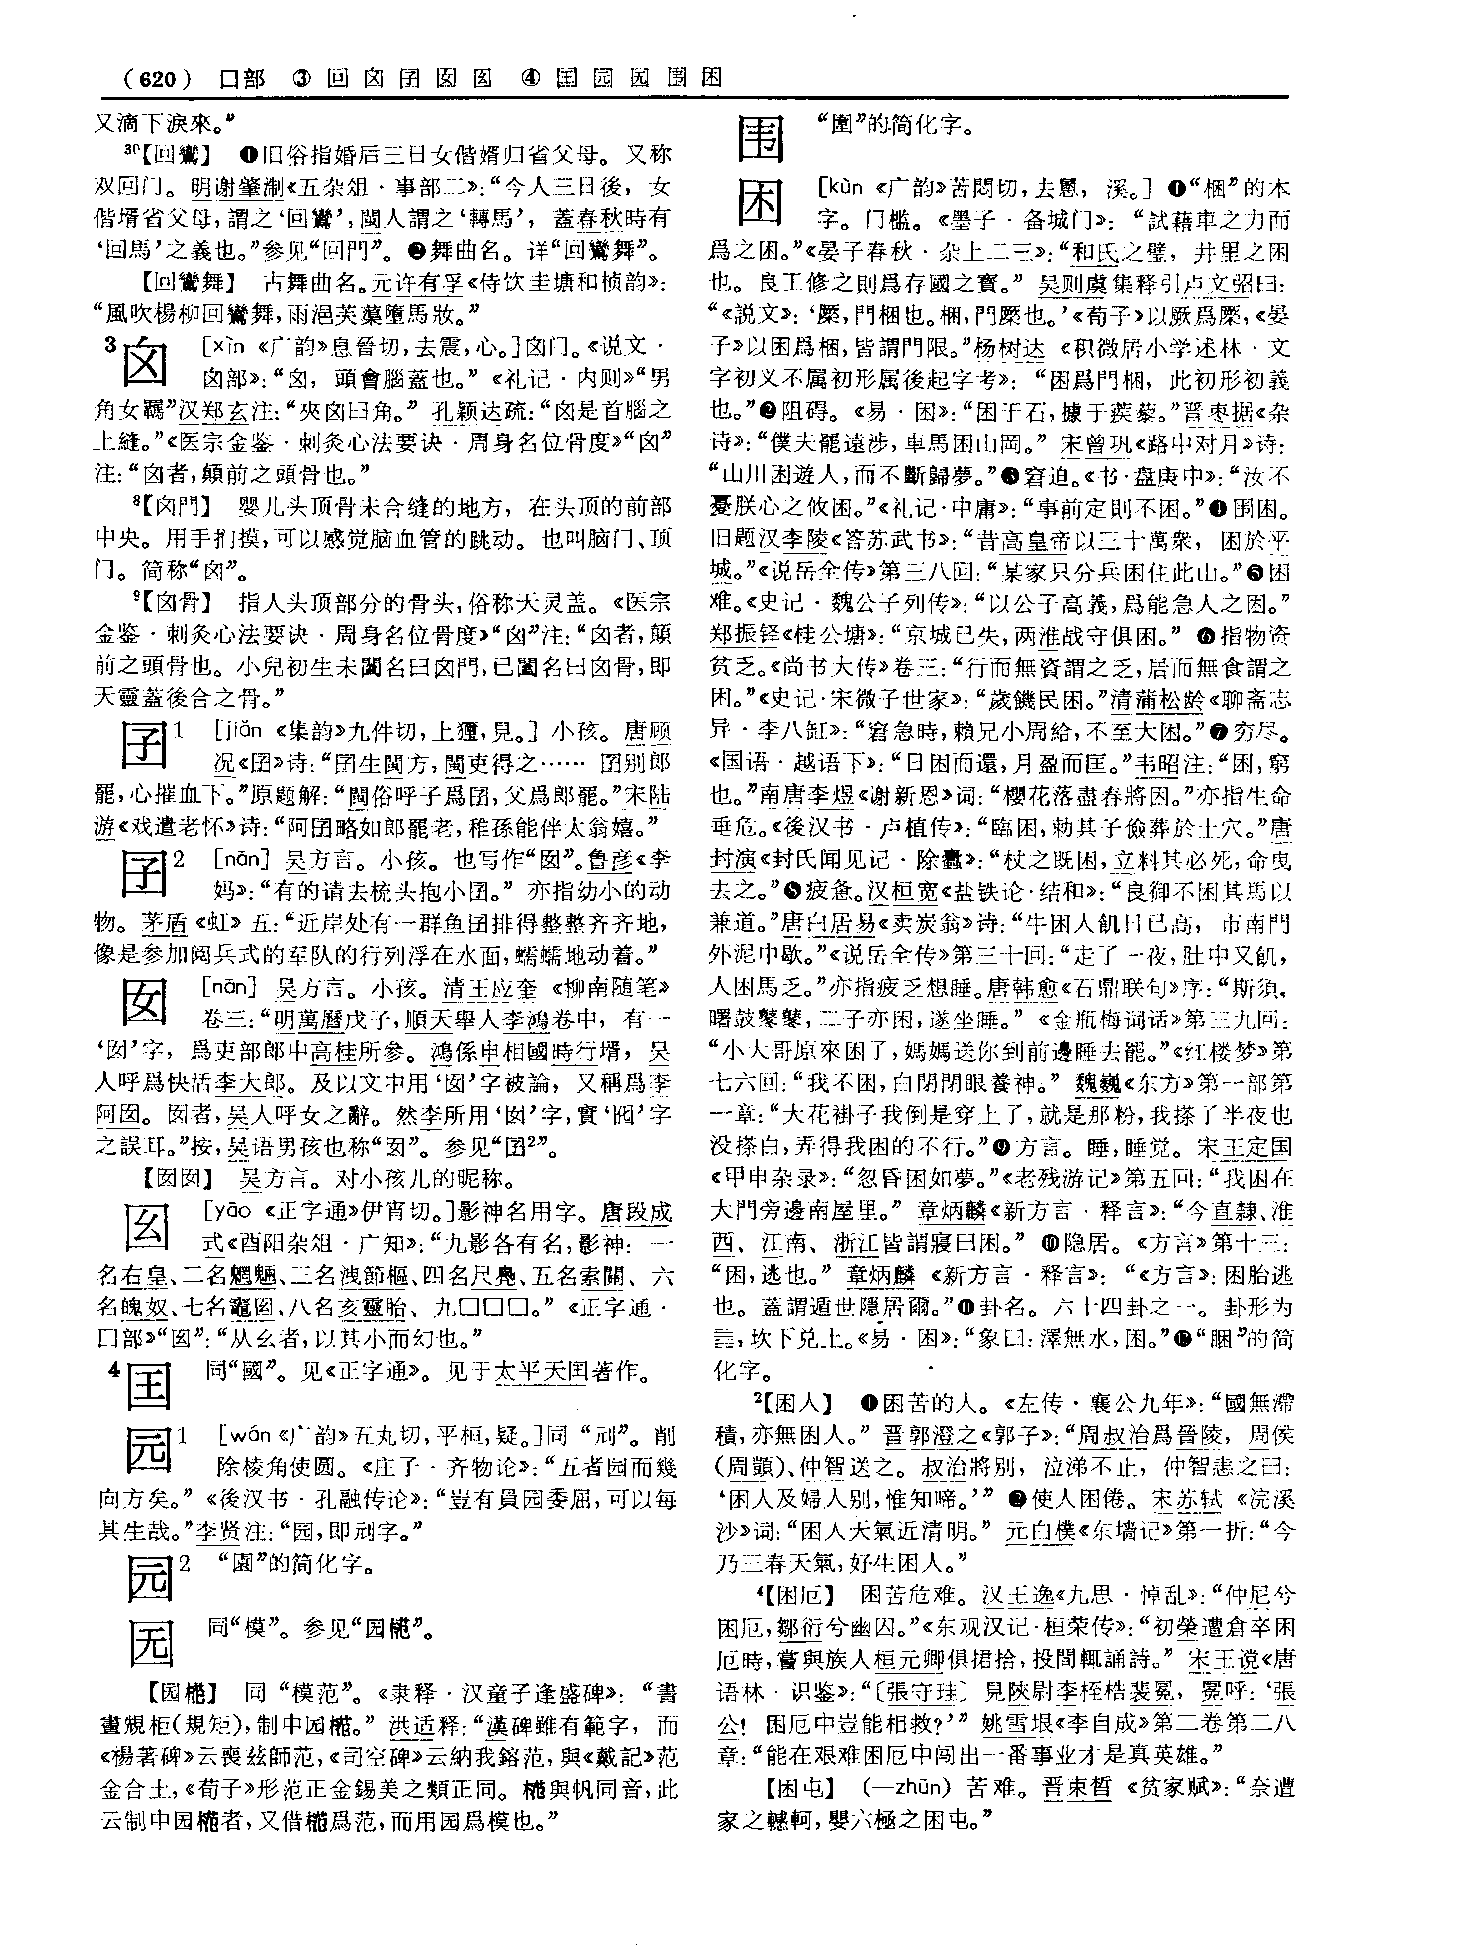 （620） 口部 ③ 回 囟 囝 囡 囡 ④ 囯 园 园 围 困
又滴下淚來。”
³⁰【回鸞】 ❶旧俗指婚后三日女偕婿归省父母。又称
双回门。明谢肇淛《五杂俎·事部二》：“今人三日後，女
偕壻省父母，謂之‘回鸞’，閩人謂之‘轉馬’，蓋春秋時有
‘回馬’之義也。”参见“回門”。❷舞曲名。详“回鸞舞”。
【回鸞舞】 古舞曲名。元许有孚《侍饮圭塘和桢韵》：
“風吹楊柳回鸞舞，雨浥芙蕖墮馬妝。”
3 囟 [xìn 《广韵》息晉切，去震，心。]囟门。《说文·
囟部》：“囟，頭會腦蓋也。”《礼记·内则》“男
角女羈”汉郑玄注：“夾囟曰角。” 孔颖达疏：“囟是首腦之
上縫。”《医宗金鉴·刺灸心法要诀·周身名位骨度》“囟”
注：“囟者，顛前之頭骨也。”
⁸【囟門】 婴儿头顶骨未合缝的地方，在头顶的前部
中央。用手扪摸，可以感觉脑血管的跳动。也叫脑门、顶
门。简称“囟”。
⁹【囟骨】 指人头顶部分的骨头，俗称天灵盖。《医宗
金鉴·刺灸心法要诀·周身名位骨度》“囟”注：“囟者，顛
前之頭骨也。小兒初生未闔名曰囟門，已闔名曰囟骨，即
天靈蓋後合之骨。”
囝1 [jiǎn 《集韵》九件切，上獮，見。] 小孩。唐顾
况《囝》诗：“囝生閩方，閩吏得之…… 囝别郎
罷，心摧血下。”原题解：“閩俗呼子爲囝，父爲郎罷。”宋陆
游《戏遣老怀》诗：“阿囝略如郎罷老，稚孫能伴太翁嬉。”
囝2 [nān] 吴方言。小孩。也写作“囡”。鲁彦《李
妈》：“有的请去梳头抱小囝。” 亦指幼小的动
物。茅盾《虹》五：“近岸处有一群鱼囝排得整整齐齐地，
像是参加阅兵式的军队的行列浮在水面，蠕蠕地动着。”
囡 [nān] 吴方言。小孩。清王应奎《柳南随笔》
卷三：“明萬曆戊子，順天舉人李鴻卷中，有一
‘囡’字，爲吏部郎中高桂所參。鴻係申相國時行壻，吴
人呼爲快活李大郎。及以文中用‘囡’字被論，又稱爲李
阿囡。囡者，吴人呼女之辭。然李所用‘囡’字，實‘囮’字
之誤耳。”按，吴语男孩也称“囡”。参见“囝²”。
【囡囡】 吴方言。对小孩儿的昵称。
[yāo 《正字通》伊宵切。]影神名用字。唐段成
式《酉阳杂俎·广知》：“九影各有名，影神：一
名右皇、二名魍魎、三名洩節樞、四名尺鳧、五名索關、六
名魄奴、七名竈囪、八名亥靈胎、九□□□。”《正字通·
“从幺者，以其小而幻也。”
4 囯 同“國”。见《正字通》。见于太平天囯著作。
园1 [wán《广韵》五丸切，平桓，疑。]同“刓”。削
除棱角使圆。《庄子·齐物论》：“五者园而幾
向方矣。”《後汉书·孔融传论》：“豈有員园委屈，可以每
其生哉。”李贤注：“园，即刓字。”
园2 “園”的简化字。
同“模”。
同“模范”。《隶释·汉童子逢盛碑》：“書
洪适释：“漢碑雖有範字，而
《楊著碑》云喪玆師范，《司空碑》云納我鎔范，與《戴記》范
金合土，《荀子》形范正金錫美之類正同。
围 “圍”的简化字。
困 [kùn 《广韵》苦悶切，去慁，溪。] ❶“梱”的本
字。门槛。《墨子·备城门》：“試藉車之力而
爲之困。”《晏子春秋·杂上二三》：“和氏之璧，井里之困
也。良工修之則爲存國之寶。” 吴则虞集释引卢文弨曰：
“《説文》：‘橜，門梱也。梱，門橜也。’《荀子》以厥爲橜，《晏
子》以困爲梱，皆謂門限。”杨树达《积微居小学述林·文
字初义不属初形属後起字考》：“困爲門梱，此初形初義
也。”❷阻碍。《易·困》：“困于石，據于蒺藜。”晋枣据《杂
诗》：“僕夫罷遠涉，車馬困山岡。” 宋曾巩《路中对月》诗：
“山川困遊人，而不斷歸夢。”❸窘迫。《书·盘庚中》：“汝不
憂朕心之攸困。”《礼记·中庸》：“事前定則不困。”❹围困。
旧题汉李陵《答苏武书》：“昔高皇帝以三十萬衆，困於平
城。”《说岳全传》第三八回：“某家只分兵困住此山。”❺困
难。《史记·魏公子列传》：“以公子高義，爲能急人之困。”
郑振铎《桂公塘》：“京城已失，两淮战守俱困。” ❻指物资
贫乏。《尚书大传》卷三：“行而無資謂之乏，居而無食謂之
困。”《史记·宋微子世家》：“歲饑民困。”清蒲松龄《聊斋志
异·李八缸》：“窘急時，賴兄小周給，不至大困。”❼穷尽。
《国语·越语下》：“日困而還，月盈而匡。”韦昭注：“困，窮
也。”南唐李煜《谢新恩》词：“櫻花落盡春將困。”亦指生命
垂危。《後汉书·卢植传》：“臨困，勑其子儉葬於土穴。”唐
封演《封氏闻见记·除蠹》：“杖之既困，立料其必死，命曳
去之。”❽疲惫。汉桓宽《盐铁论·结和》：“良御不困其馬以
兼道。”唐白居易《卖炭翁》诗：“牛困人飢日已高，市南門
外泥中歇。”《说岳全传》第三十回：“走了一夜，肚中又飢，
人困馬乏。”亦指疲乏想睡。唐韩愈《石鼎联句》序：“斯須，
曙鼓鼕鼕，二子亦困，遂坐睡。”《金瓶梅词话》第三九回：
“小大哥原來困了，媽媽送你到前邊睡去罷。”《红楼梦》第
七六回：“我不困，白閉閉眼養神。” 魏巍《东方》第一部第
一章：“大花褂子我倒是穿上了，就是那粉，我搽了半夜也
没搽白，弄得我困的不行。”❾方言。睡，睡觉。宋王定国
《甲申杂录》：“忽昏困如夢。”《老残游记》第五回：“我困在
大門旁邊南屋里。” 章炳麟《新方言·释言》：“今直隸、淮
西、江南、浙江皆謂寢曰困。” ❿隐居。《方言》第十三：
“困，逃也。” 章炳麟《新方言·释言》：“《方言》：困胎逃
也。蓋謂遁世隱居爾。”⓫卦名。六十四卦之一。卦形为
䷮，坎下兑上。《易·困》：“象曰：澤無水，困。”⓬“睏”的简
化字。
²【困人】 ❶困苦的人。《左传·襄公九年》：“國無滯
積，亦無困人。” 晋郭澄之《郭子》：“周叔治爲晉陵，周侯
（周顗）、仲智送之。叔治將别，泣涕不止，仲智恚之曰：
‘困人及婦人别，惟知啼。’” ❷使人困倦。宋苏轼《浣溪
沙》词：“困人天氣近清明。” 元白樸《东墙记》第一折：“今
乃三春天氣，好生困人。”
⁴【困厄】 困苦危难。汉王逸《九思·悼乱》：“仲尼兮
困厄，鄒衍兮幽囚。”《东观汉记·桓荣传》：“初榮遭倉卒困
厄時，嘗與族人桓元卿俱捃拾，投閒輒誦詩。” 宋王谠《唐
语林·识鉴》：“〔張守珪〕見陝尉李桎梏裴冕，冕呼：‘張
公！困厄中豈能相救？’” 姚雪垠《李自成》第二卷第二八
章：“能在艰难困厄中闯出一番事业才是真英雄。”
【困屯】 （—zhūn）苦难。晋束皙《贫家赋》：“奈遭
家之轗軻，嬰六極之困屯。”